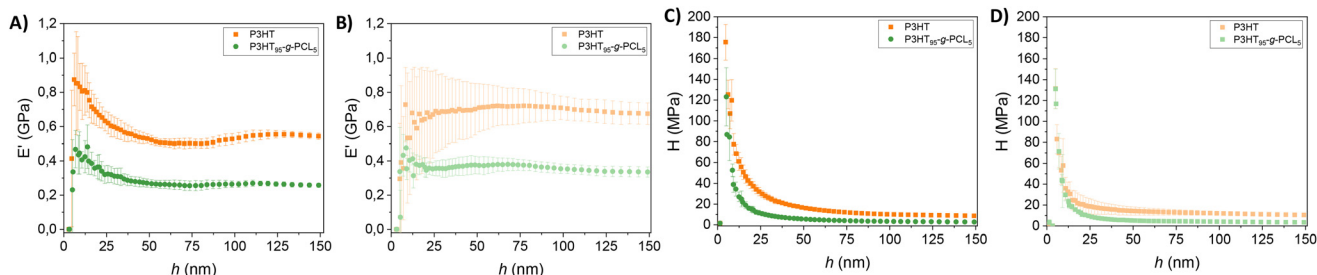 A)
1,2
1,0
0,8
0,6
0,4
0,2
0,0
E' (GPa)
P3HT
P3HT₉₅-g-PCL₅
0 25 50 75 100 125 150
h (nm)
B)
1,2
1,0
0,8
0,6
0,4
0,2
0,0
E' (GPa)
P3HT
P3HT₉₅-g-PCL₅
0 25 50 75 100 125 150
h (nm)
C)
200
180
160
140
120
100
80
60
40
20
0
H (MPa)
P3HT
P3HT₉₅-g-PCL₅
0 25 50 75 100 125 150
h (nm)
D)
200
180
160
140
120
100
80
60
40
20
0
H (MPa)
P3HT
P3HT₉₅-g-PCL₅
0 25 50 75 100 125 150
h (nm)